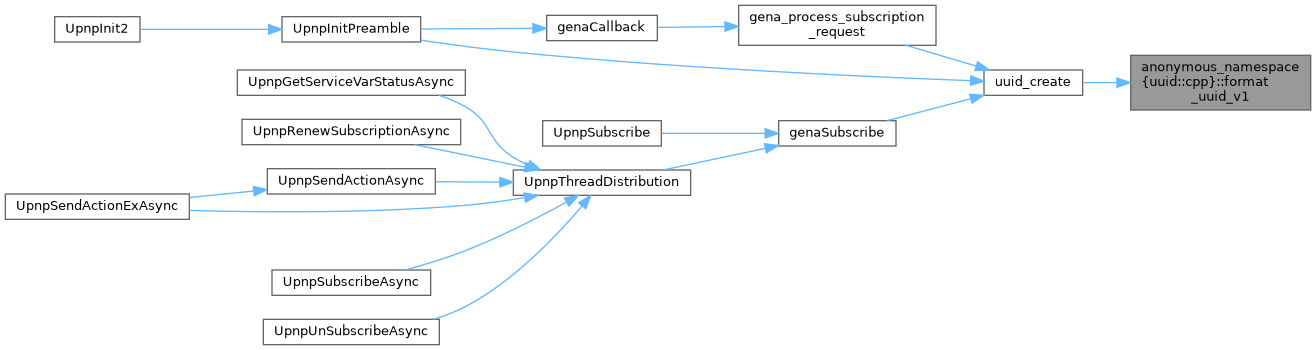 UpnpInit2
UpnpInitPreamble
genaCallback
gena_process_subscription
_request
anonymous_namespace
{uuid::cpp}::format
_uuid_v1
uuid_create
UpnpGetServiceVarStatusAsync
UpnpRenewSubscriptionAsync
UpnpSubscribe
genaSubscribe
UpnpSendActionAsync
UpnpThreadDistribution
UpnpSendActionExAsync
UpnpSubscribeAsync
UpnpUnSubscribeAsync